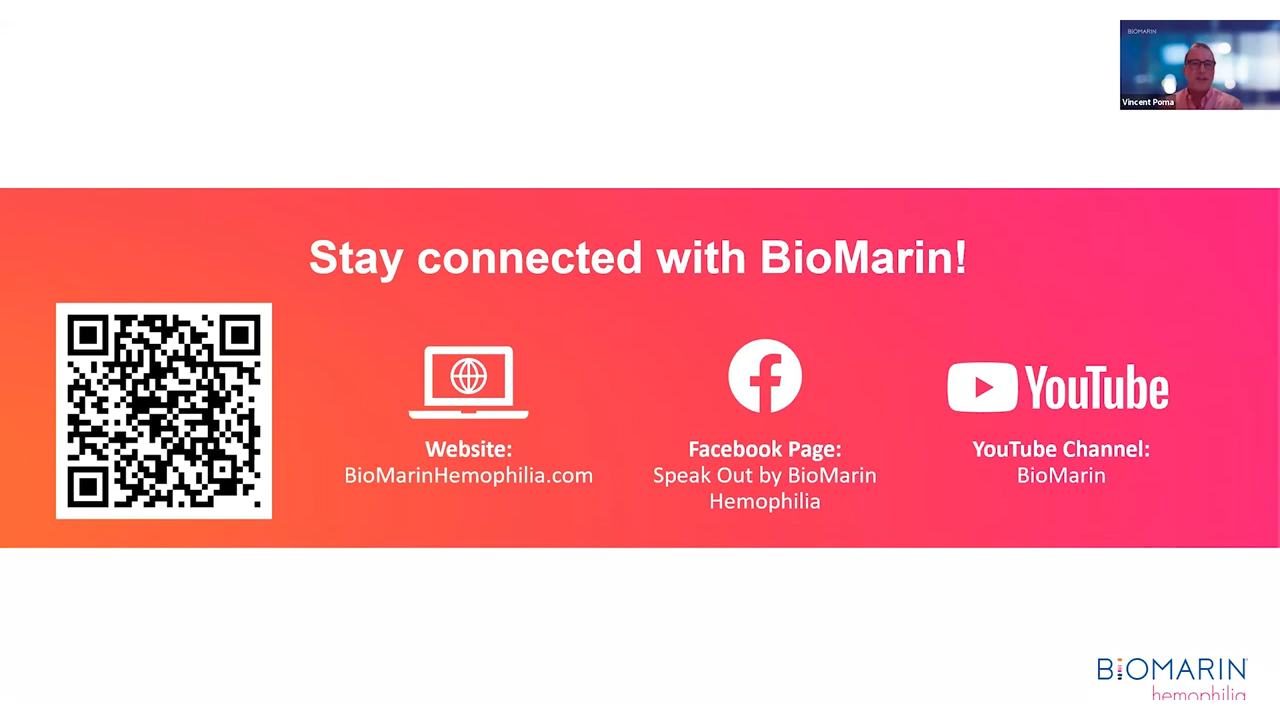 BIOMARIN
Vincent Poma
Stay connected with BioMarin!
YouTube
Website:
BioMarinHemophilia.com
Facebook Page:
Speak Out by BioMarin
Hemophilia
YouTube Channel:
BioMarin
BIOMARIN
hemophilia